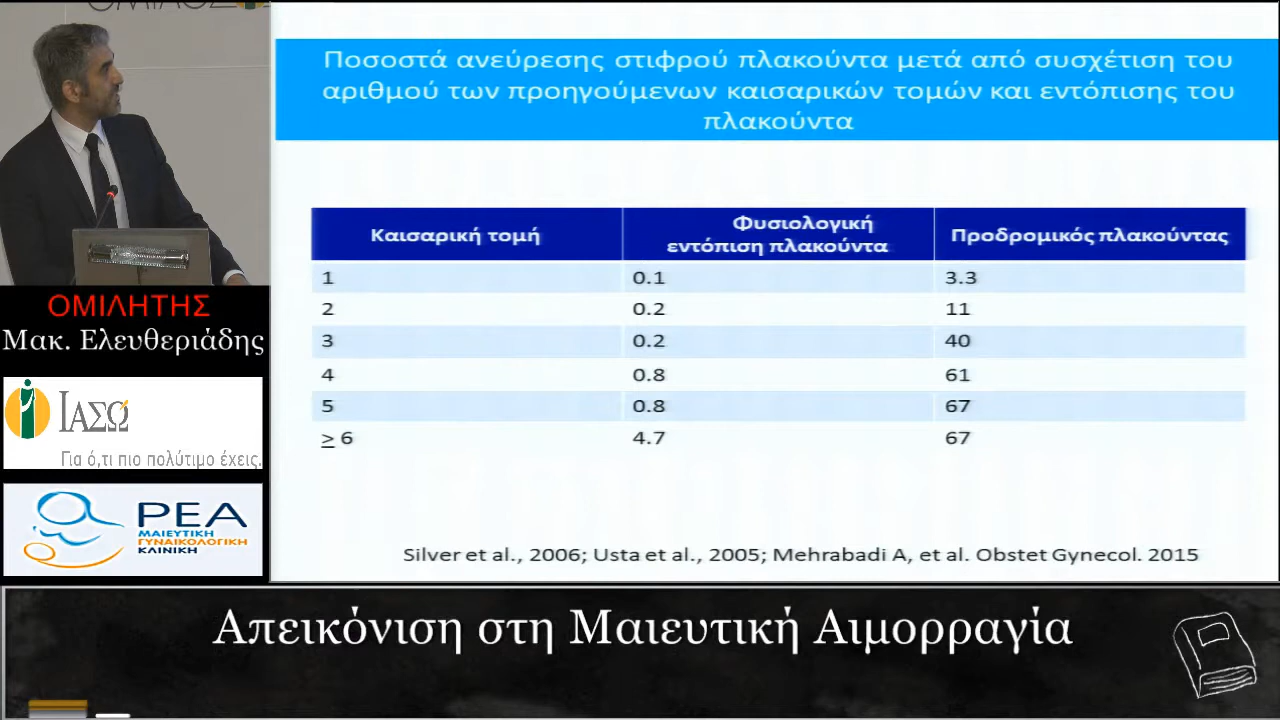 Ποσοστά ανεύρεσης στιφρού πλακούντα μετά από συσχέτιση του
αριθμού των προηγούμενων καισαρικών τομών και εντόπισης του
πλακούντα
Καισαρική τομή
Φυσιολογική
εντόπιση πλακούντα
Προδρομικός πλακούντας
1 0.1 3.3
2 0.2 11
3 0.2 40
4 0.8 61
5 0.8 67
≥ 6 4.7 67
Silver et al., 2006; Usta et al., 2005; Mehrabadi A, et al. Obstet Gynecol. 2015
ΟΜΙΛΗΤΗΣ
Μακ. Ελευθεριάδης
ΙΑΣΩ
Για ό,τι πιο πολύτιμο έχεις.
ΡΕΑ
ΜΑΙΕΥΤΙΚΗ
ΓΥΝΑΙΚΟΛΟΓΙΚΗ
ΚΛΙΝΙΚΗ
Απεικόνιση στη Μαιευτική Αιμορραγία